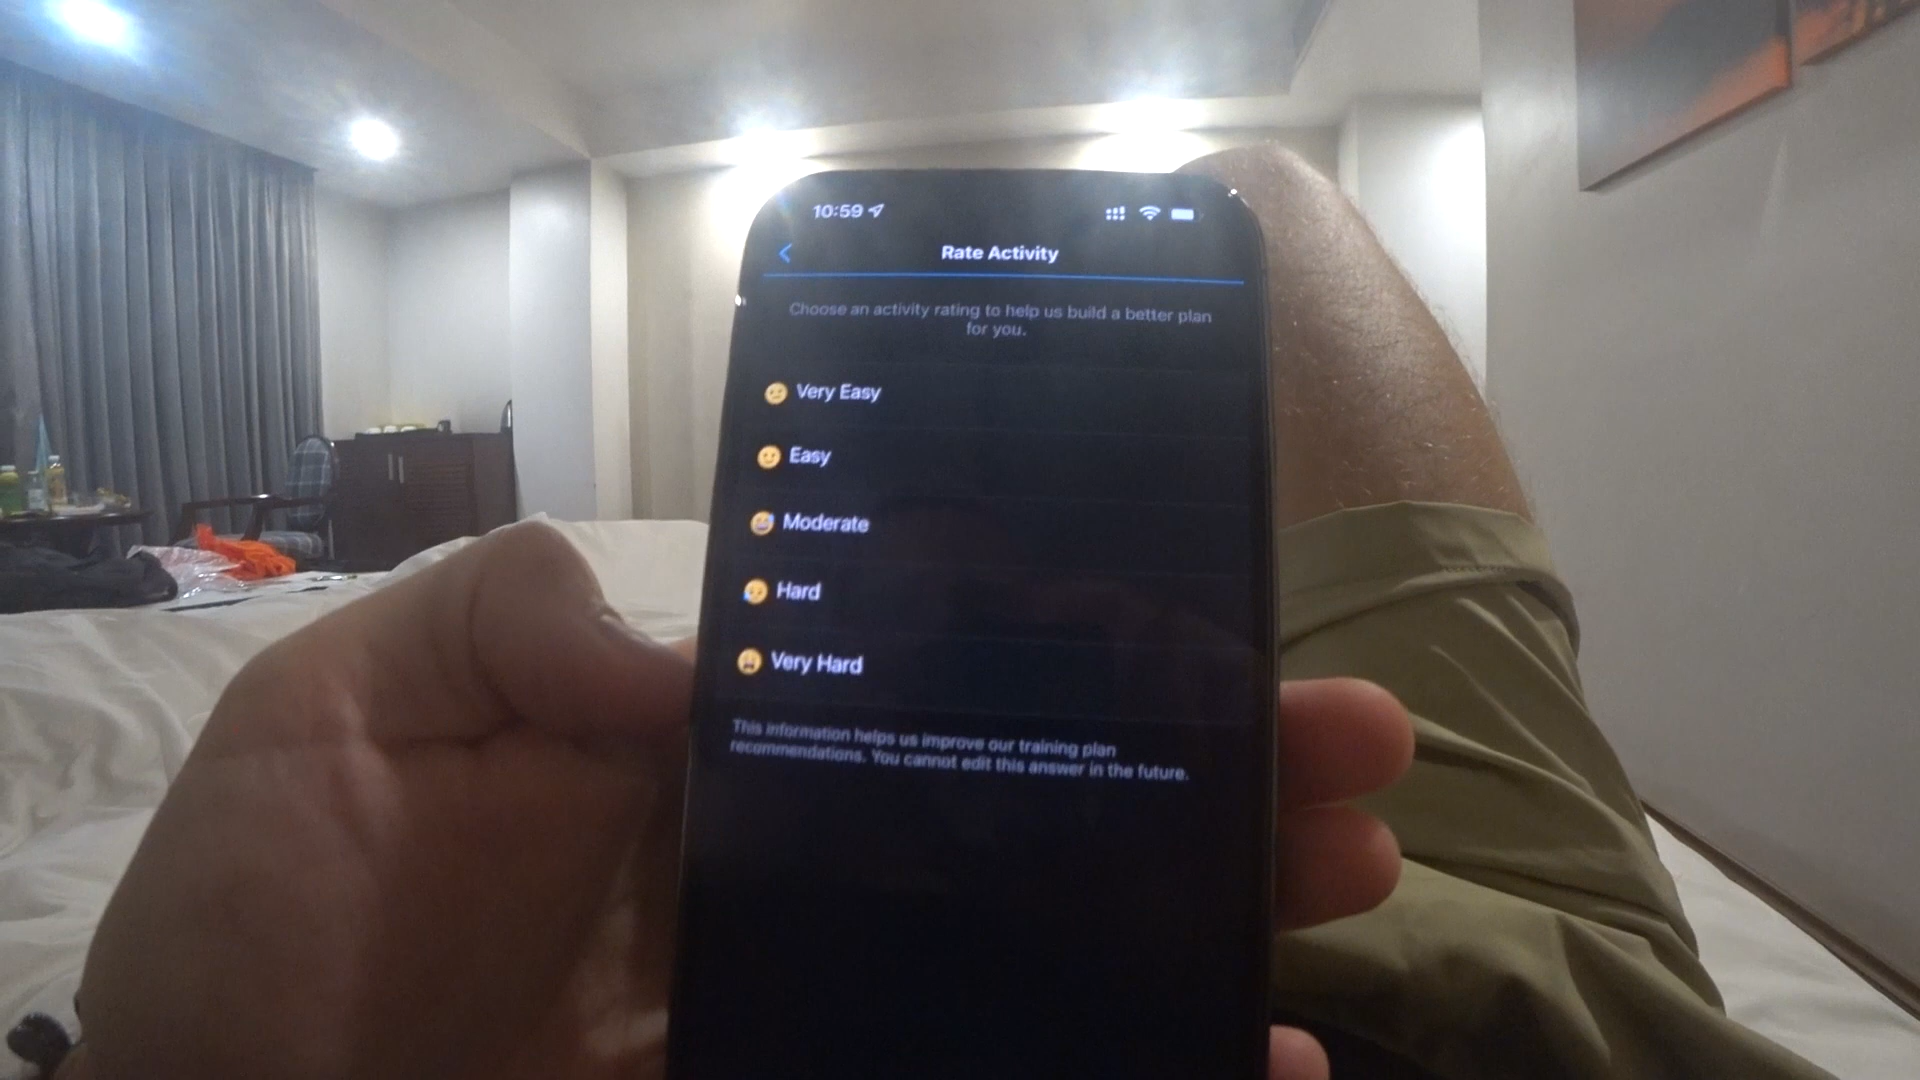 10:59
Rate Activity
Choose an activity rating to help us build a better plan
for you.
Very Easy
Easy
Moderate
Hard
Very Hard
This information helps us improve our training plan
recommendations. You cannot edit this answer in the future.